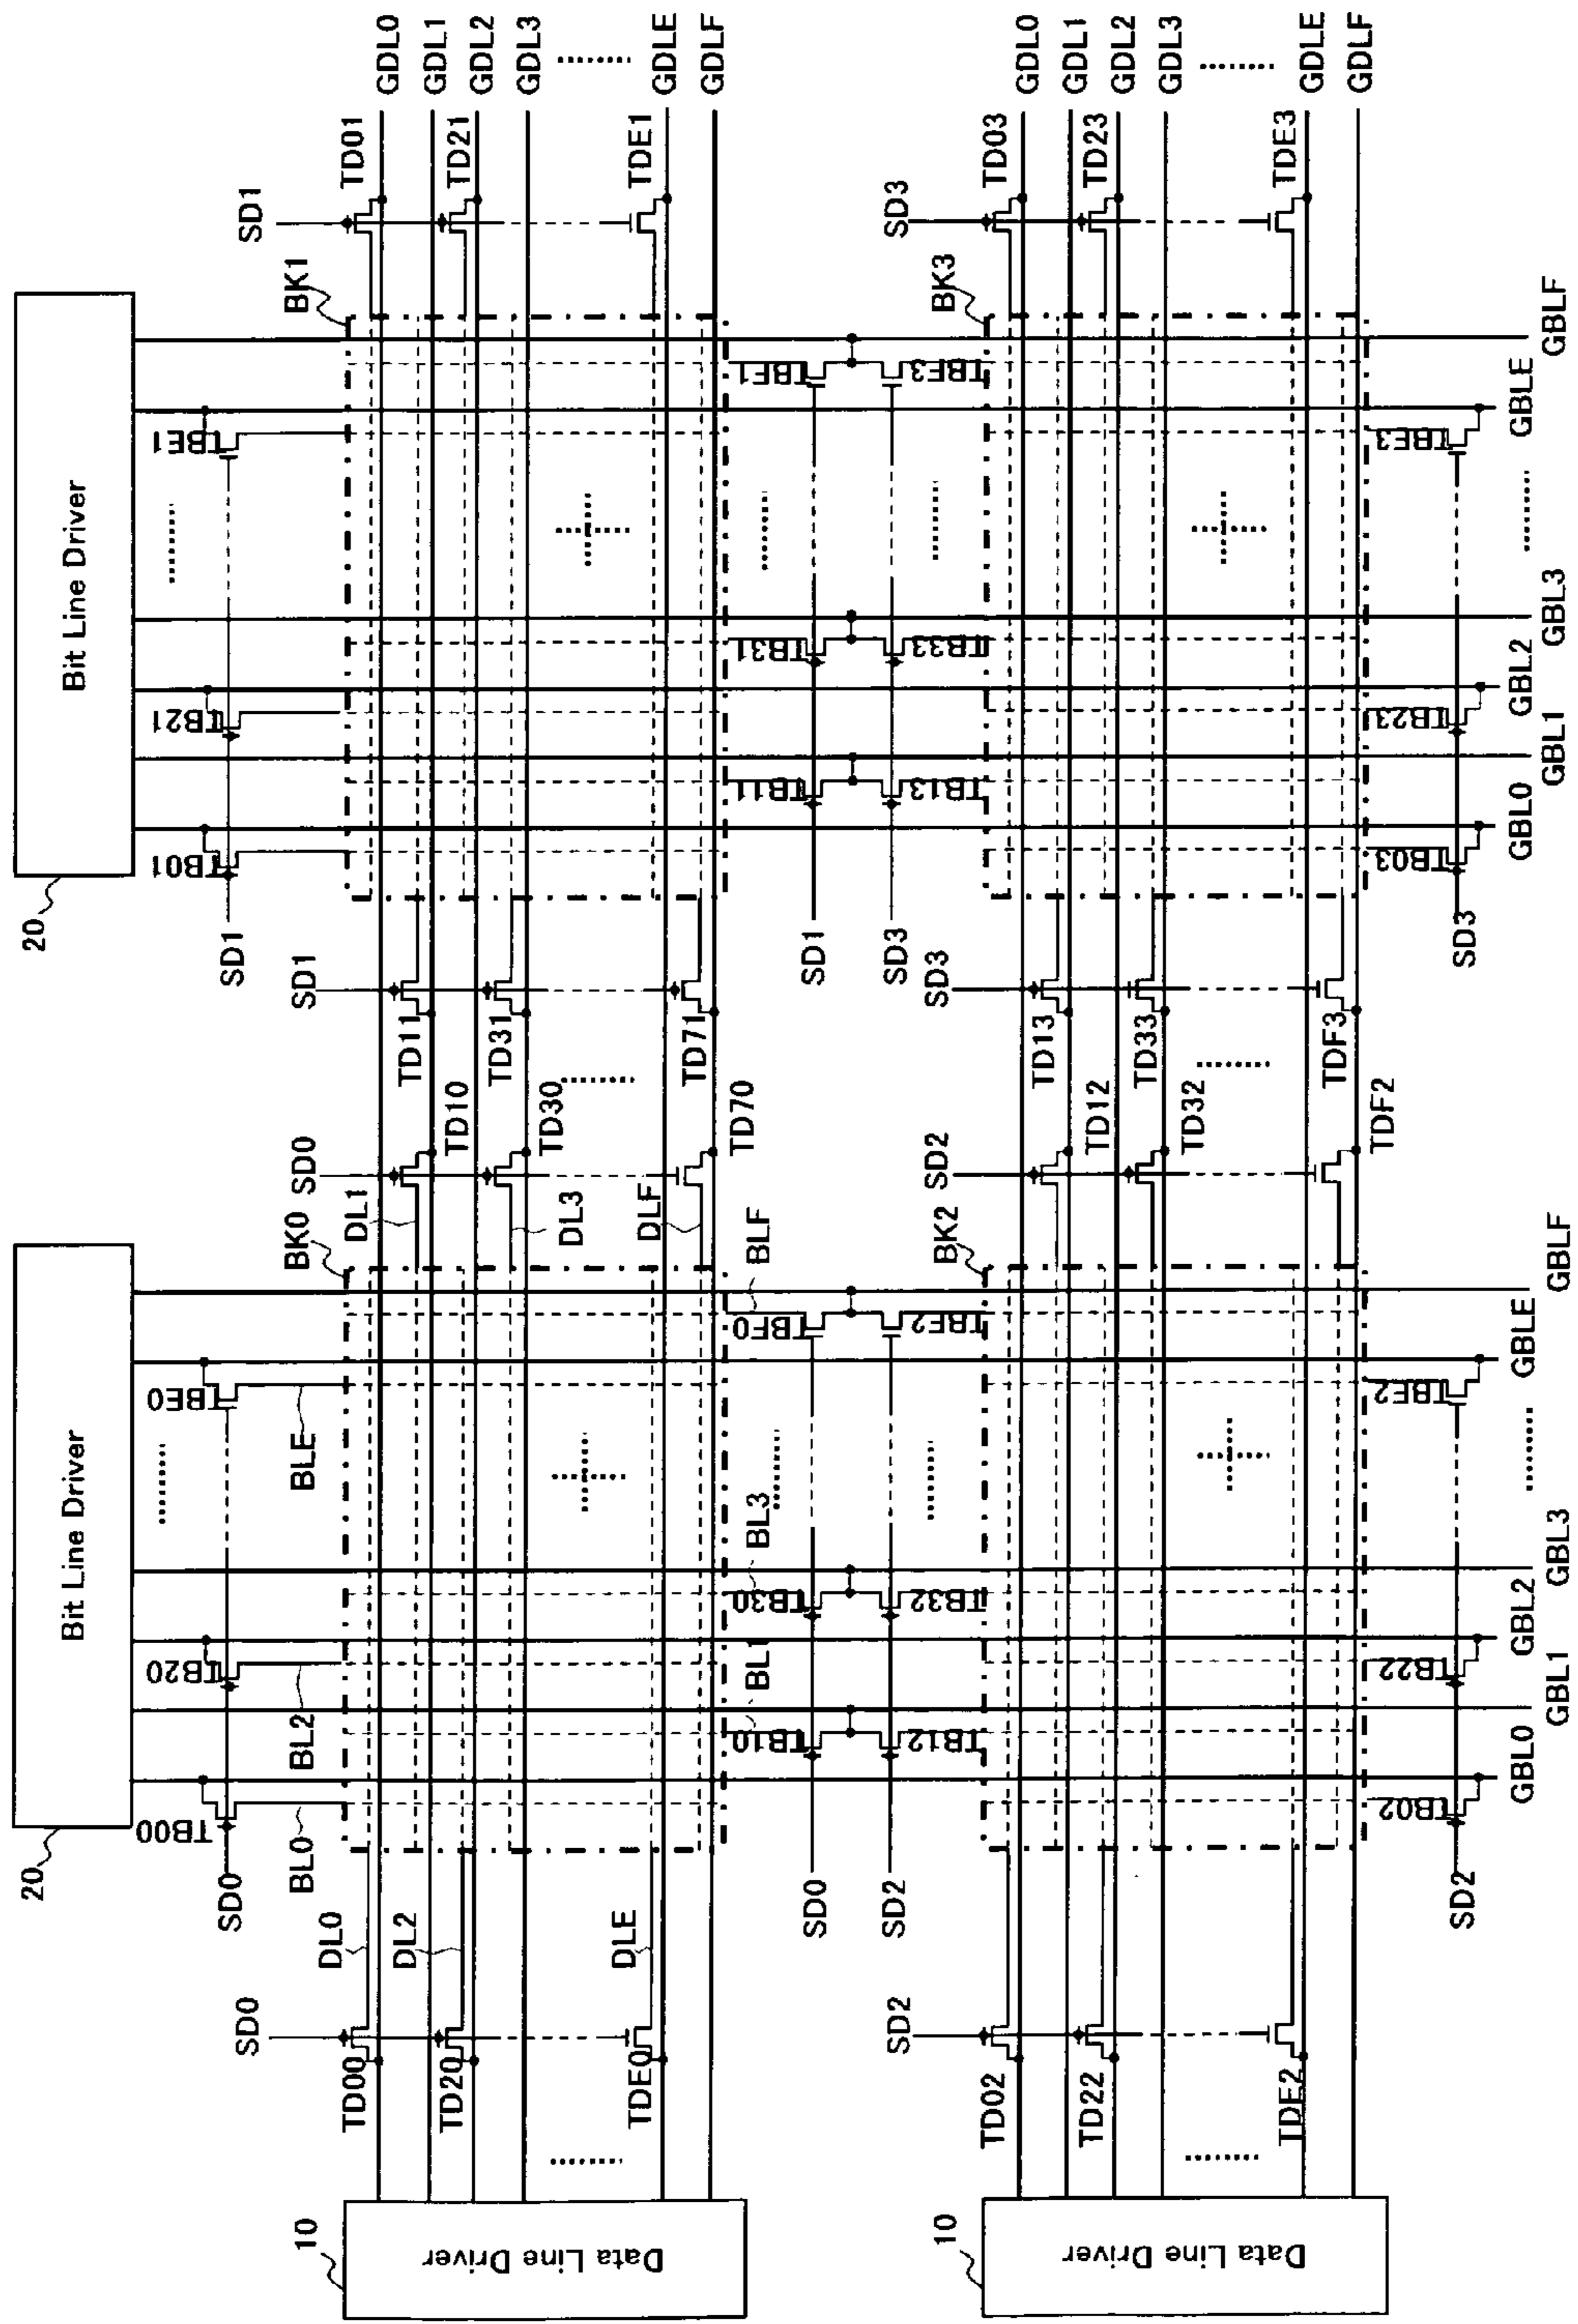 20
Bit Line Driver
20
Bit Line Driver
TB00
TB20
TBE0
TB01
TB21
TBE1
SD0
SD1
SD0
SD1
10
BL0
BL2
BLE
BK0
SD0
SD1
BK1
TD00
DL0
DL1
TD01
GDL0
DL2
TD11
GDL1
TD20
TD10
TD21
GDL2
TD31
GDL3
TD30
DL3
Data Line Driver
TDE0
DLE
DLF
TDE1
GDLE
TD71
GDLF
TD70
TB10
BL1
TB30
BL3
TBF0
BLF
TB11
TB31
TBF1
SD0
SD1
SD2
SD3
TB12
TB32
TBF2
TB13
TB33
TBF3
SD2
BK2
SD2
SD3
BK3
SD3
10
TD02
TD03
GDL0
TD13
GDL1
TD22
TD12
TD23
GDL2
TD33
GDL3
TD32
Data Line Driver
TDE2
TDE3
GDLE
TDF3
GDLF
TDF2
TB02
TB22
TBE2
TB03
TB23
TBE3
SD2
SD3
GBL0
GBL2
GBLE
GBL0
GBL2
GBLE
GBL1
GBL3
GBLF
GBL1
GBL3
GBLF